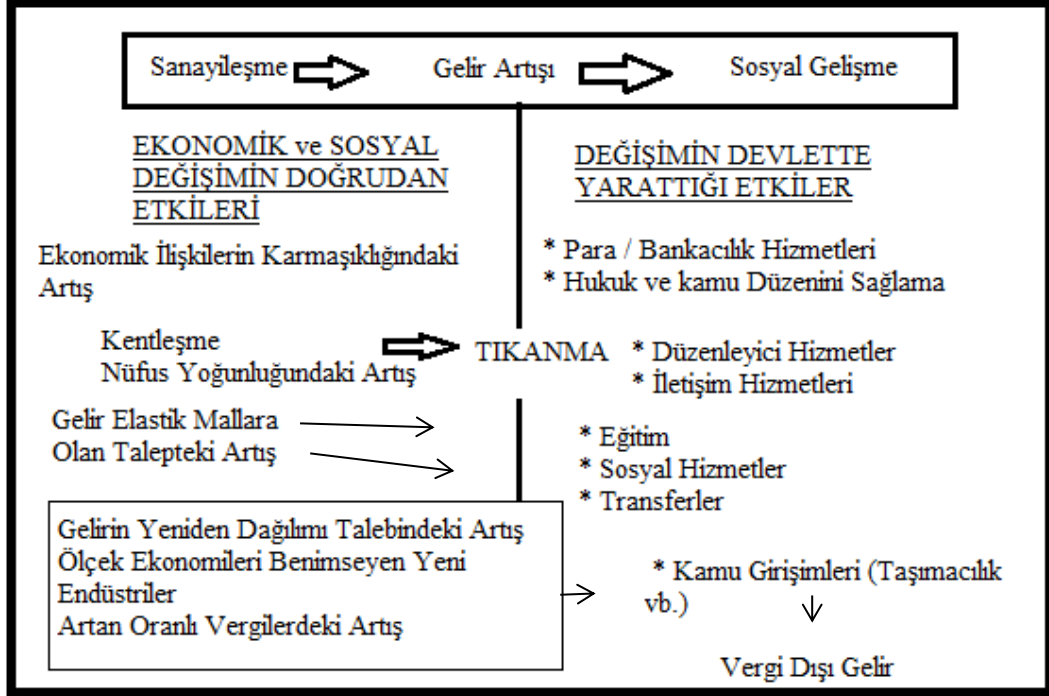 Sanayileşme Gelir Artışı Sosyal Gelişme
EKONOMİK ve SOSYAL
DEĞİŞİMİN DOĞRUDAN
ETKİLERİ
Ekonomik İlişkilerin Karmaşıklığındaki
Artış
Kentleşme
Nüfus Yoğunluğundaki Artış
Gelir Elastik Mallara
Olan Talepteki Artış
Gelirin Yeniden Dağılımı Talebindeki Artış
Ölçek Ekonomileri Benimseyen Yeni
Endüstriler
Artan Oranlı Vergilerdeki Artış
TIKANMA
DEĞİŞİMİN DEVLETTE
YARATTIĞI ETKİLER
* Para / Bankacılık Hizmetleri
* Hukuk ve kamu Düzenini Sağlama
* Düzenleyici Hizmetler
* İletişim Hizmetleri
* Eğitim
* Sosyal Hizmetler
* Transferler
* Kamu Girişimleri (Taşımacılık
vb.)
Vergi Dışı Gelir